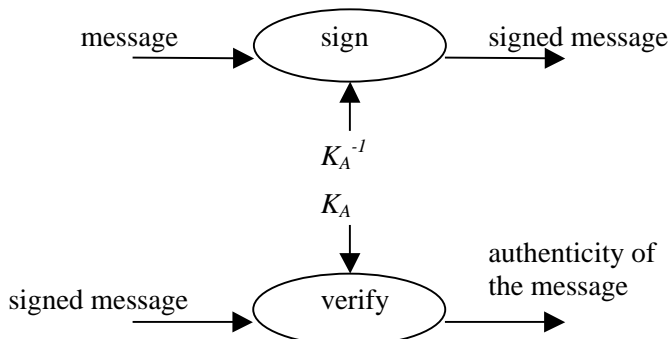 message
sign
signed message
K_A^-1
K_A
authenticity of
the message
signed message
verify